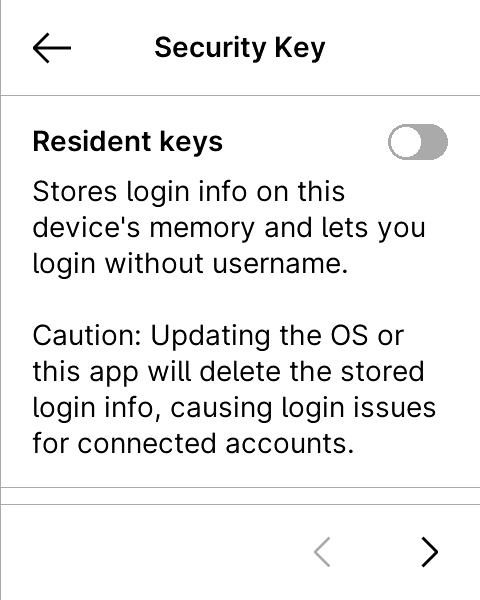 Security Key
Resident keys
Stores login info on this
device's memory and lets you
login without username.
Caution: Updating the OS or
this app will delete the stored
login info, causing login issues
for connected accounts.